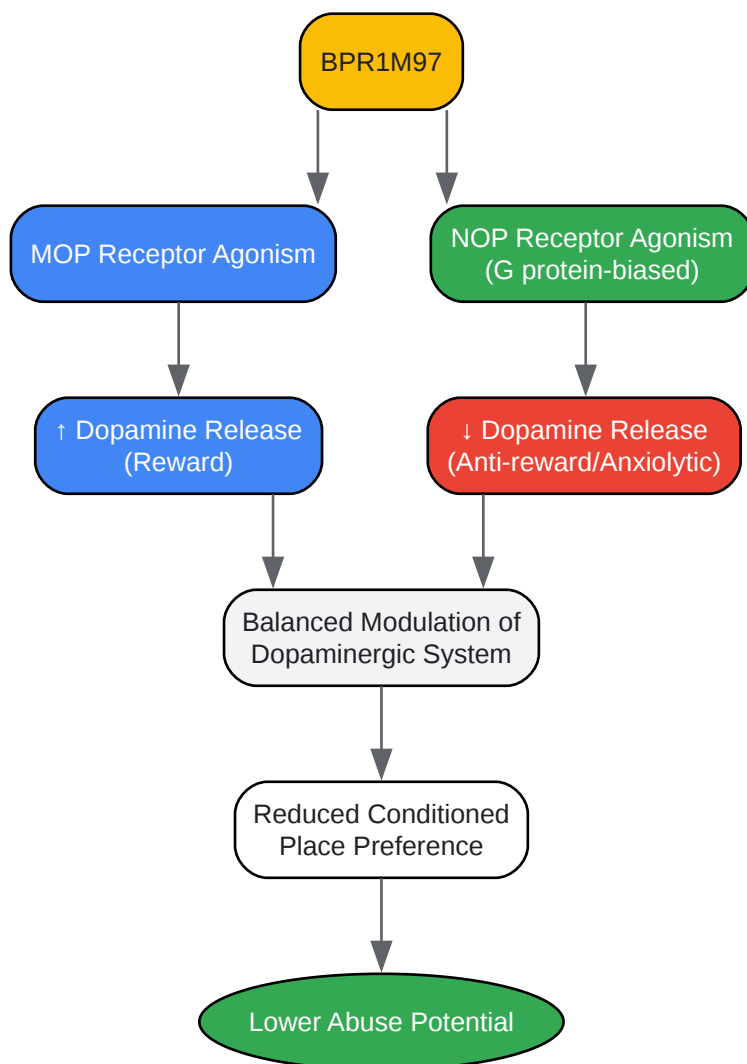 BPR1M97
MOP Receptor Agonism
NOP Receptor Agonism
(G protein-biased)
↑ Dopamine Release
(Reward)
↓ Dopamine Release
(Anti-reward/Anxiolytic)
Balanced Modulation of
Dopaminergic System
Reduced Conditioned
Place Preference
Lower Abuse Potential